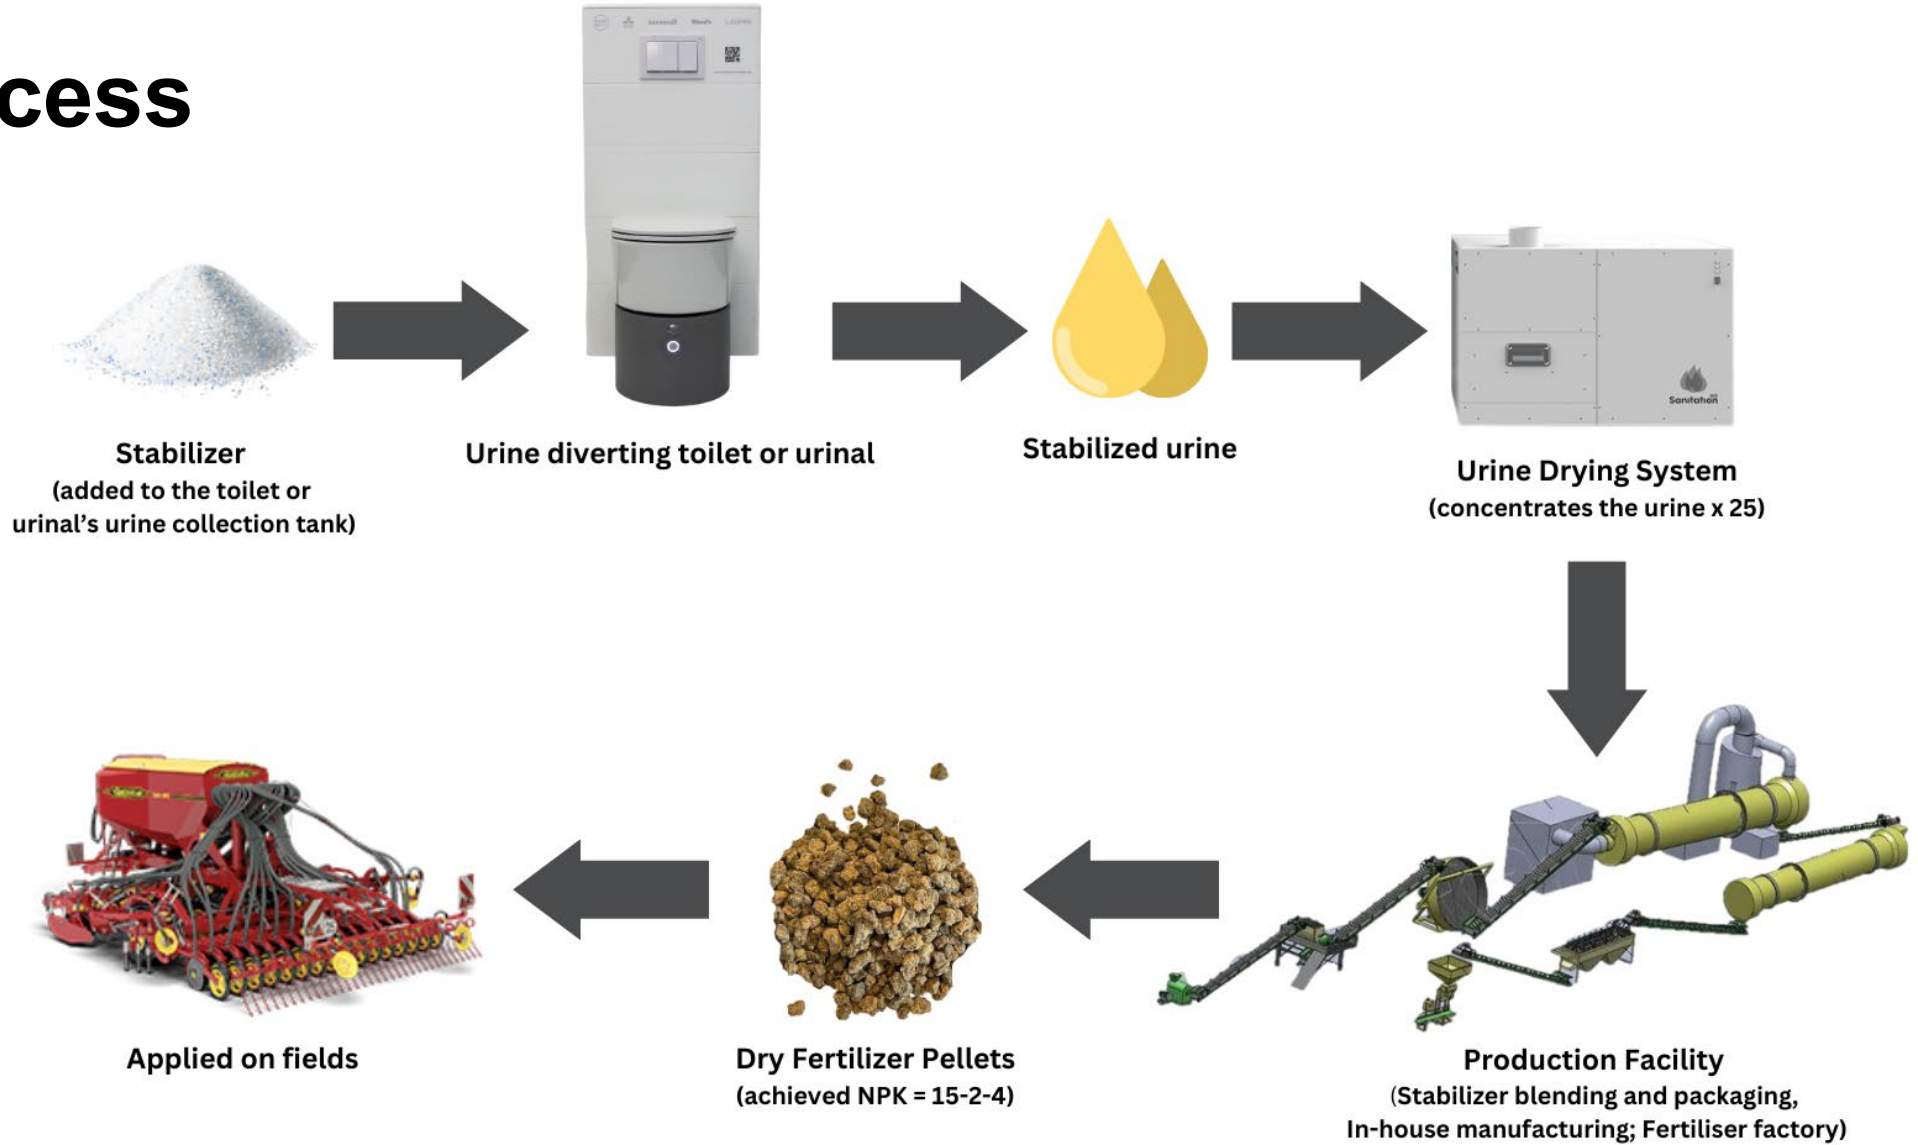 cess
Stabilizer
(added to the toilet or
urinal’s urine collection tank)
Urine diverting toilet or urinal
Stabilized urine
Sanitation
Urine Drying System
(concentrates the urine x 25)
Applied on fields
Dry Fertilizer Pellets
(achieved NPK = 15-2-4)
Production Facility
(Stabilizer blending and packaging,
In-house manufacturing; Fertiliser factory)